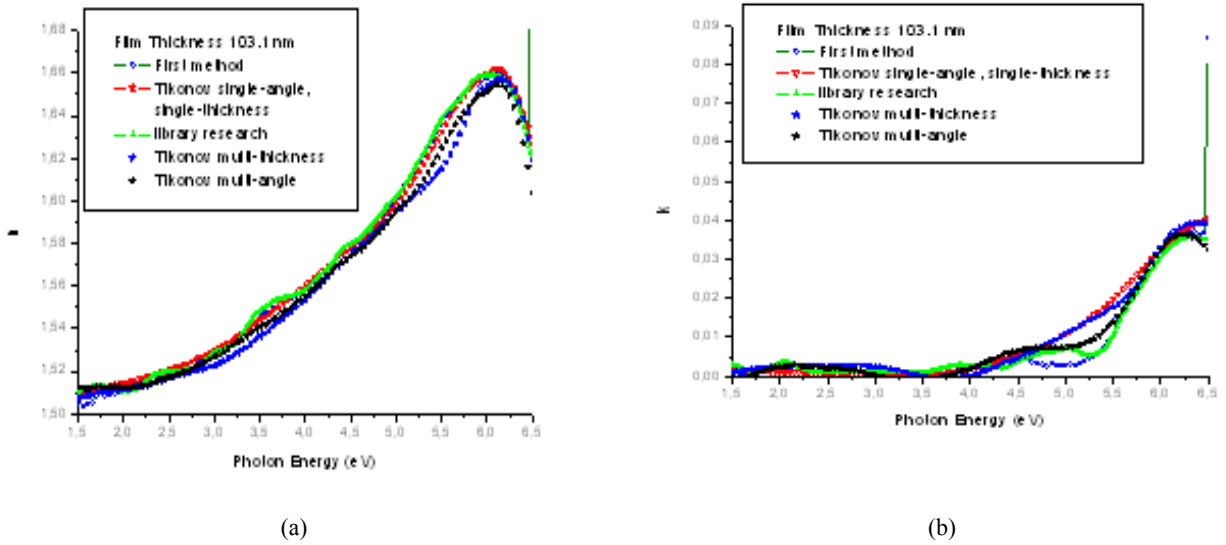 1,68
1,66
1,64
1,62
1,60
1,58
1,56
1,54
1,52
1,50
Film Thickness 103.1 nm
First method
Tikonov single-angle,
single-thickness
library research
Tikonov multi-thickness
Tikonov multi-angle
1,5 2,0 2,5 3,0 3,5 4,0 4,5 5,0 5,5 6,0 6,5
Photon Energy (eV)
(a)
0,09
0,08
0,07
0,06
0,05
0,04
0,03
0,02
0,01
0,00
k
Film Thickness 103.1 nm
First method
Tikonov single-angle, single-thickness
library research
Tikonov multi-thickness
Tikonov multi-angle
1,5 2,0 2,5 3,0 3,5 4,0 4,5 5,0 5,5 6,0 6,5
Photon Energy (eV)
(b)